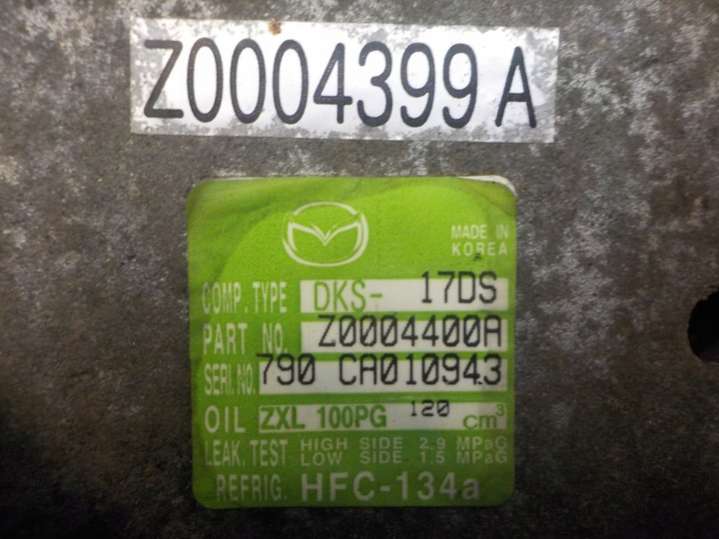 Z0004399A
MADE IN
KOREA
COMP. TYPE DKS- 17DS
PART NO. Z0004400A
SERI.NO. 790 CA010943
OIL ZXL 100PG 120 cm³
LEAK. TEST HIGH SIDE 2.9 MPaG
LOW SIDE 1.5 MPaG
REFRIG. HFC-134a